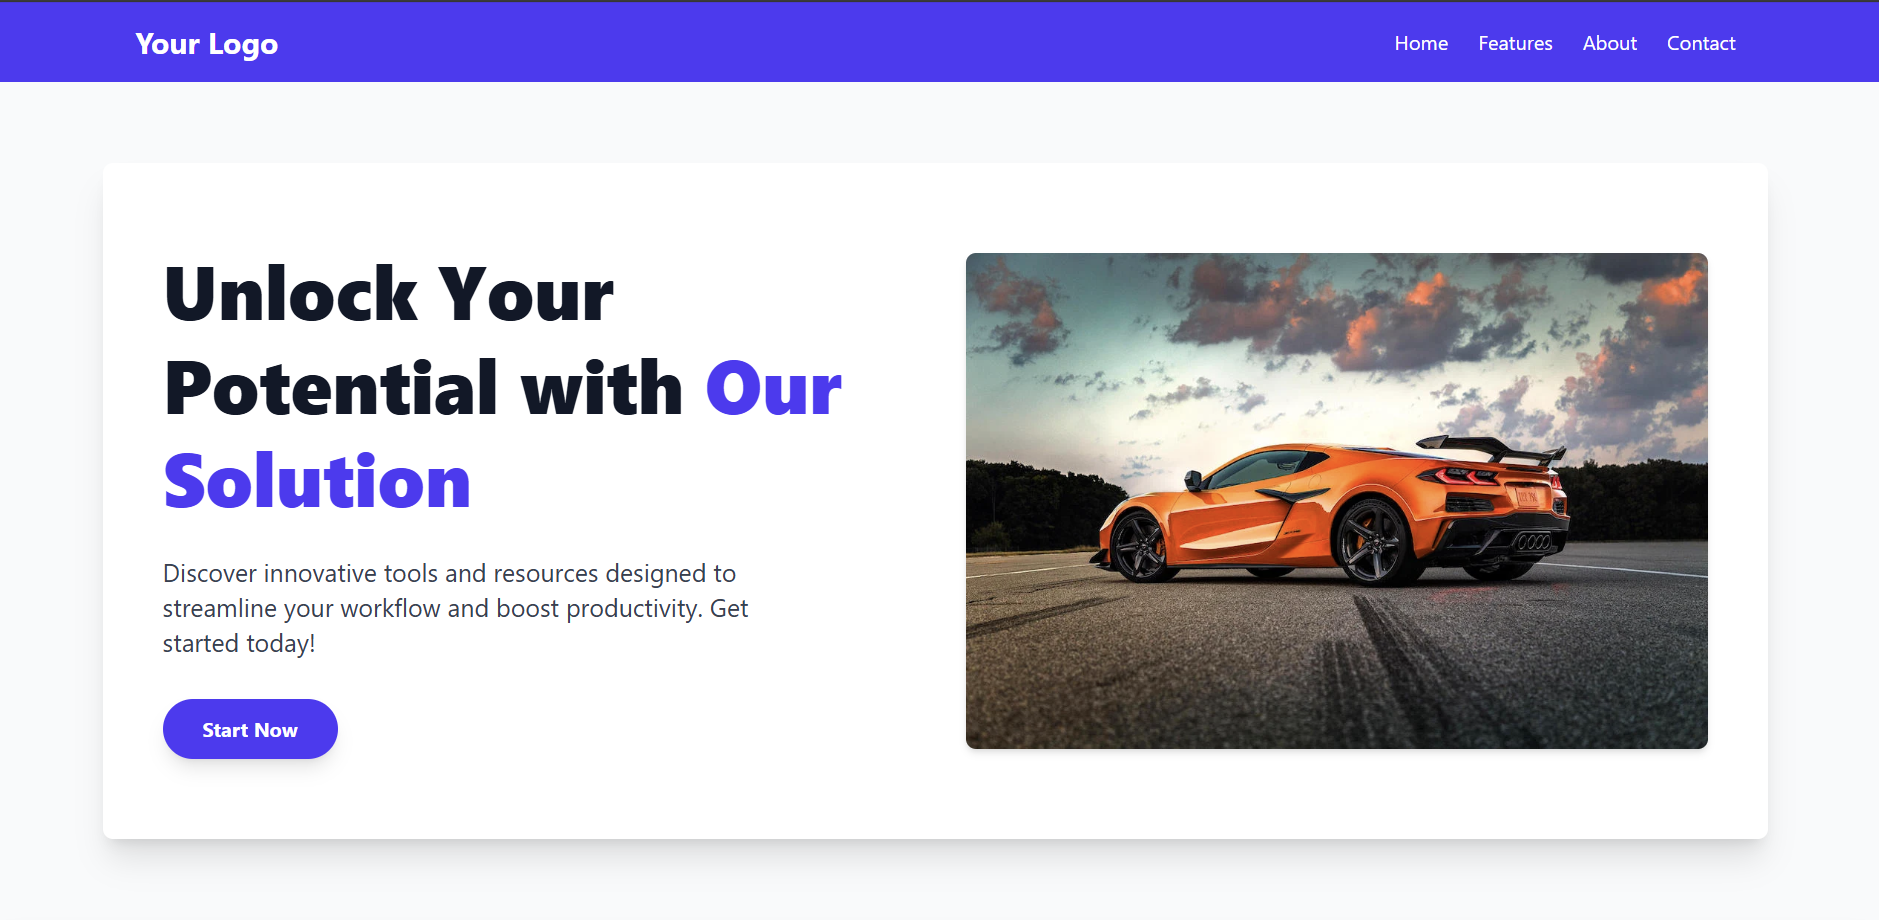 Your Logo
Home Features About Contact
Unlock Your
Potential with Our
Solution
Discover innovative tools and resources designed to
streamline your workflow and boost productivity. Get
started today!
Start Now